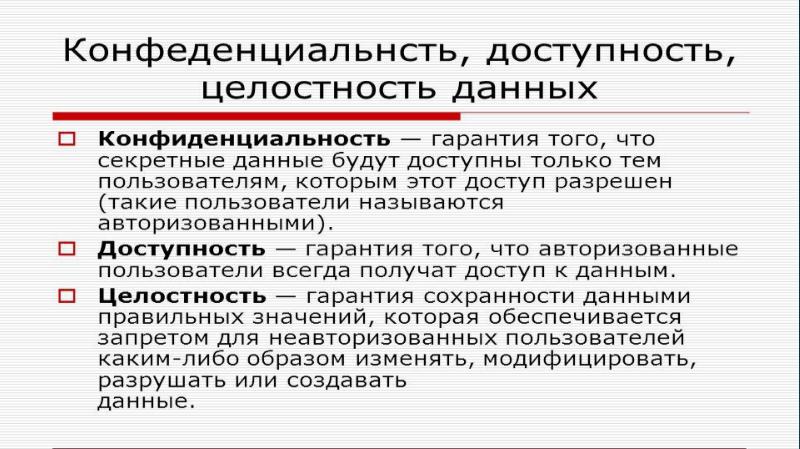 Конфеденциальнсть, доступность,
целостность данных
Конфиденциальность — гарантия того, что
секретные данные будут доступны только тем
пользователям, которым этот доступ разрешен
(такие пользователи называются
авторизованными).
Доступность — гарантия того, что авторизованные
пользователи всегда получат доступ к данным.
Целостность — гарантия сохранности данными
правильных значений, которая обеспечивается
запретом для неавторизованных пользователей
каким-либо образом изменять, модифицировать,
разрушать или создавать
данные.